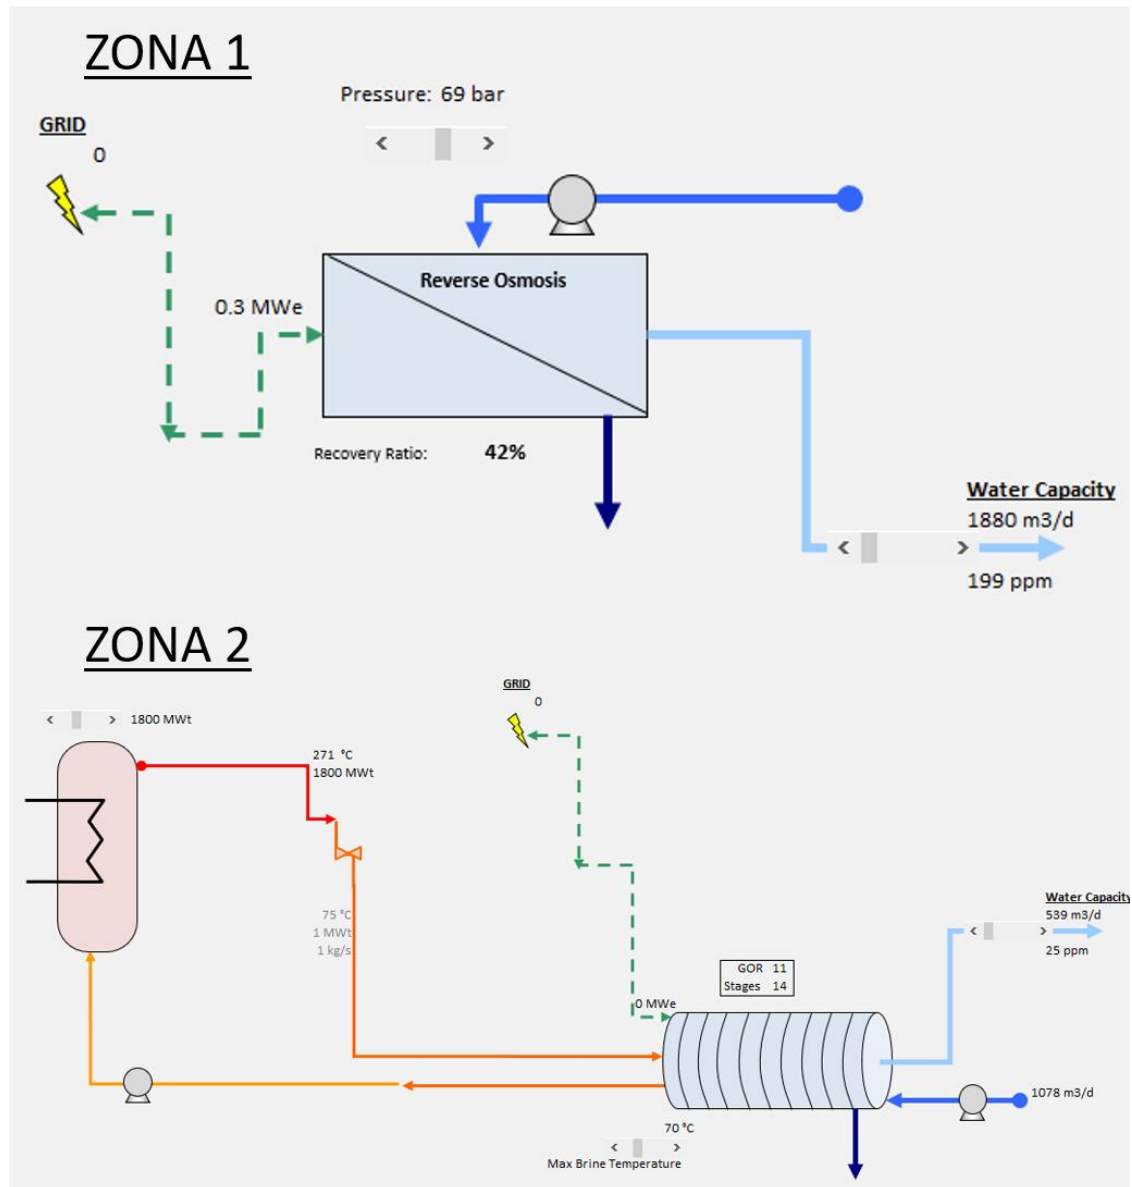 ZONA 1
Pressure: 69 bar
< >
GRID
0
Reverse Osmosis
0.3 MWe
Recovery Ratio: 42%
Water Capacity
1880 m3/d
< >
199 ppm
ZONA 2
GRID
0
< > 1800 MWt
271 °C
1800 MWt
75 °C
1 MWt
1 kg/s
Water Capacity
539 m3/d
< >
25 ppm
GOR 11
Stages 14
0 MWe
1078 m3/d
70 °C
< >
Max Brine Temperature